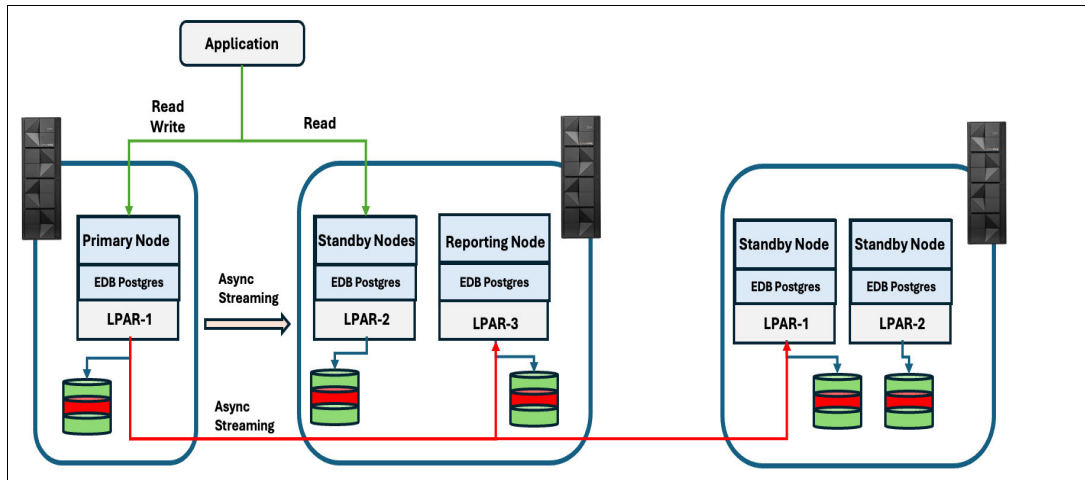 Application
Read
Write
Read
Primary Node
EDB Postgres
LPAR-1
Async
Streaming
Standby Nodes
EDB Postgres
LPAR-2
Reporting Node
EDB Postgres
LPAR-3
Standby Node
EDB Postgres
LPAR-1
Standby Node
EDB Postgres
LPAR-2
Async
Streaming